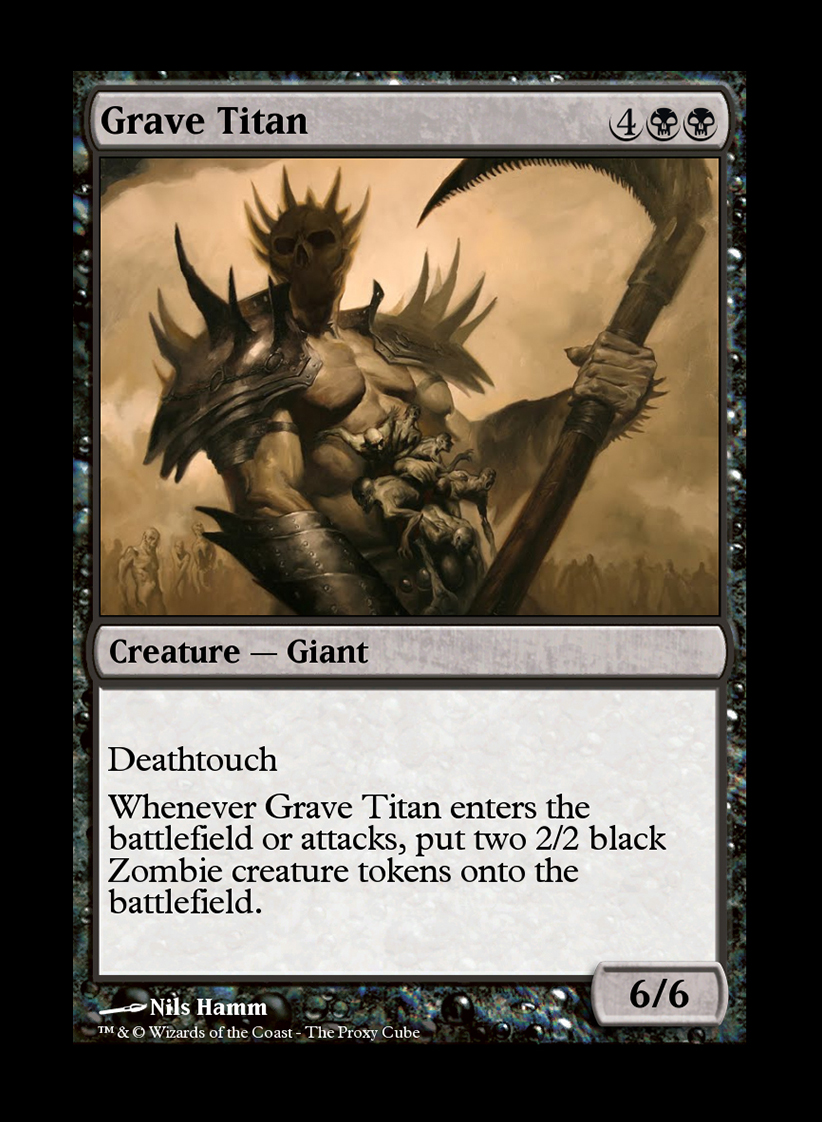 Grave Titan 4
Creature — Giant
Deathtouch
Whenever Grave Titan enters the
battlefield or attacks, put two 2/2 black
Zombie creature tokens onto the
battlefield.
6/6
Nils Hamm
™ & © Wizards of the Coast - The Proxy Cube